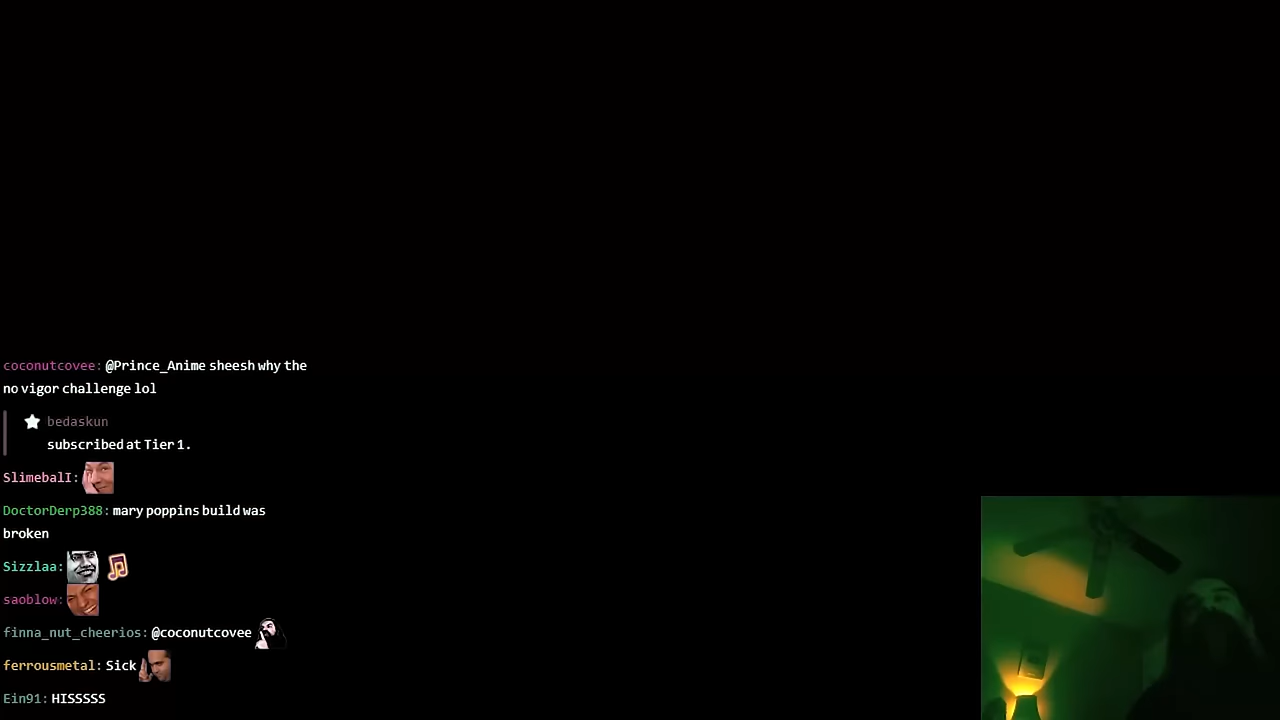 coconutcovee: @Prince_Anime sheesh why the
no vigor challenge lol
bedaskun
subscribed at Tier 1.
SlimebalI:
DoctorDerp388: mary poppins build was
broken
Sizzlaa:
saoblow:
finna_nut_cheerios: @coconutcovee
ferrousmetal: Sick
Ein91: HISSSSS